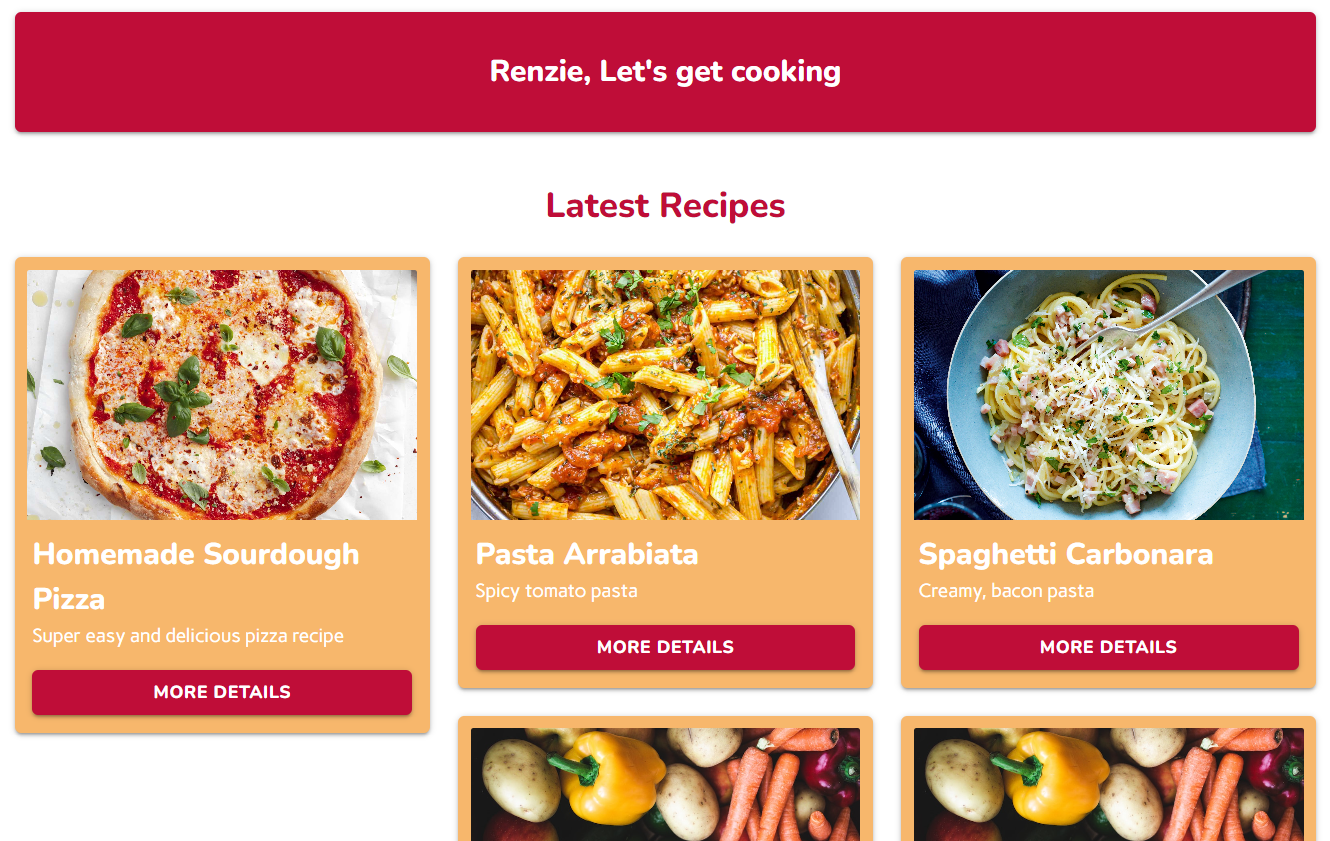 Renzie, Let's get cooking
Latest Recipes
Homemade Sourdough
Pizza
Super easy and delicious pizza recipe
MORE DETAILS
Pasta Arrabiata
Spicy tomato pasta
MORE DETAILS
Spaghetti Carbonara
Creamy, bacon pasta
MORE DETAILS